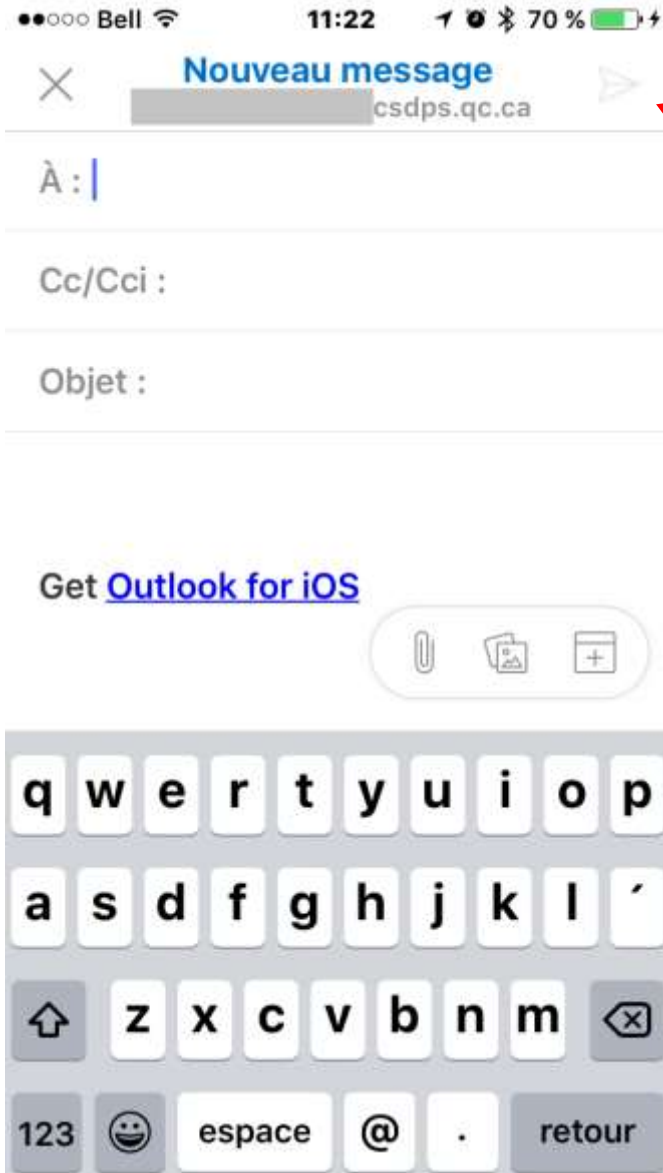 Bell 11:22 70 %
Nouveau message
csdps.qc.ca
À :
Cc/Cci :
Objet :
Get Outlook for iOS
q w e r t y u i o p
a s d f g h j k l ´
z x c v b n m
123 espace @ . retour